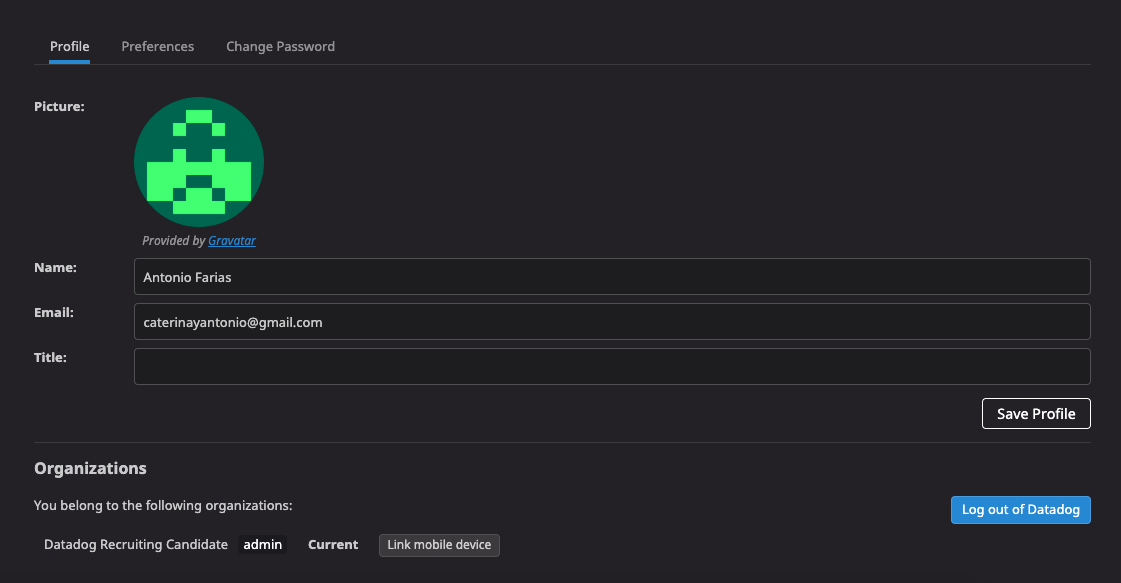 Profile Preferences Change Password
Picture:
Provided by Gravatar
Name: Antonio Farias
Email: caterinayantonio@gmail.com
Title:
Save Profile
Organizations
You belong to the following organizations:
Log out of Datadog
Datadog Recruiting Candidate admin Current Link mobile device